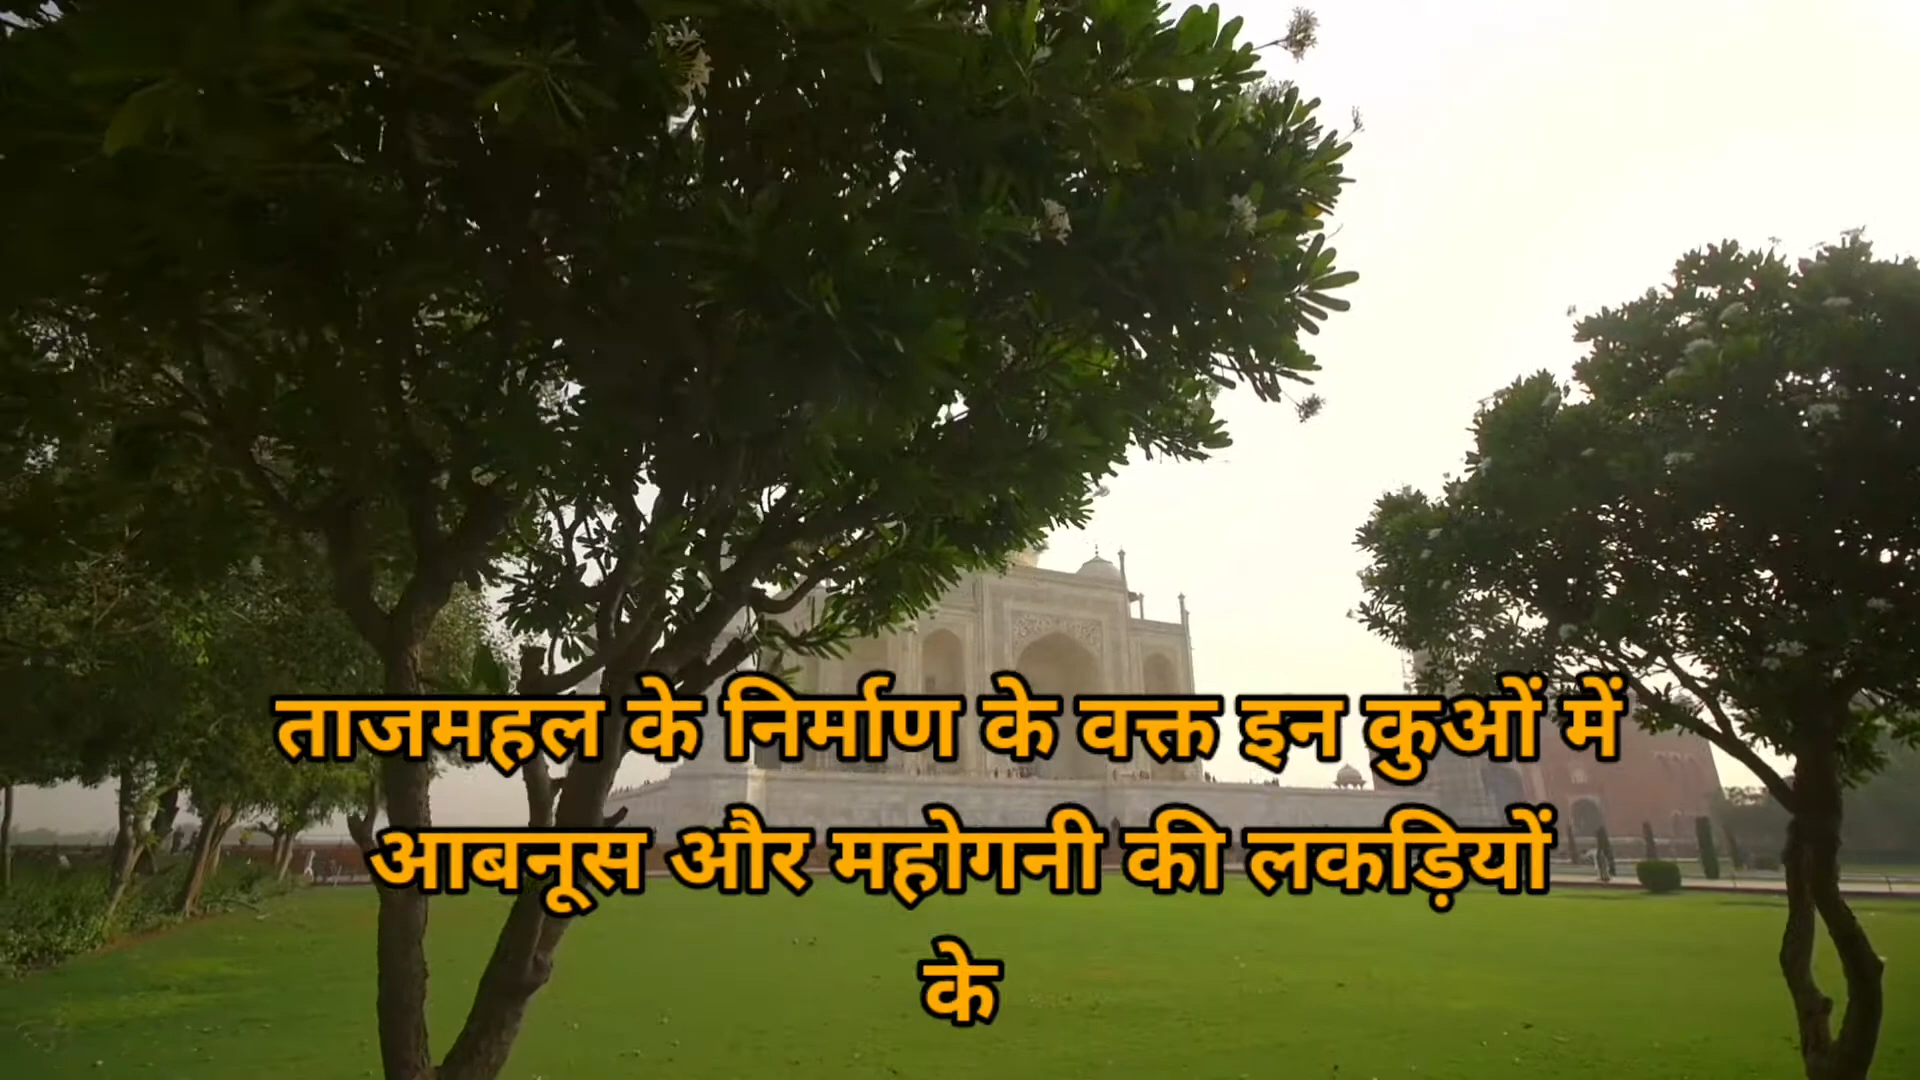 ताजमहल के निर्माण के वक्त इन कुओं में
आबनूस और महोगनी की लकड़ियों
के